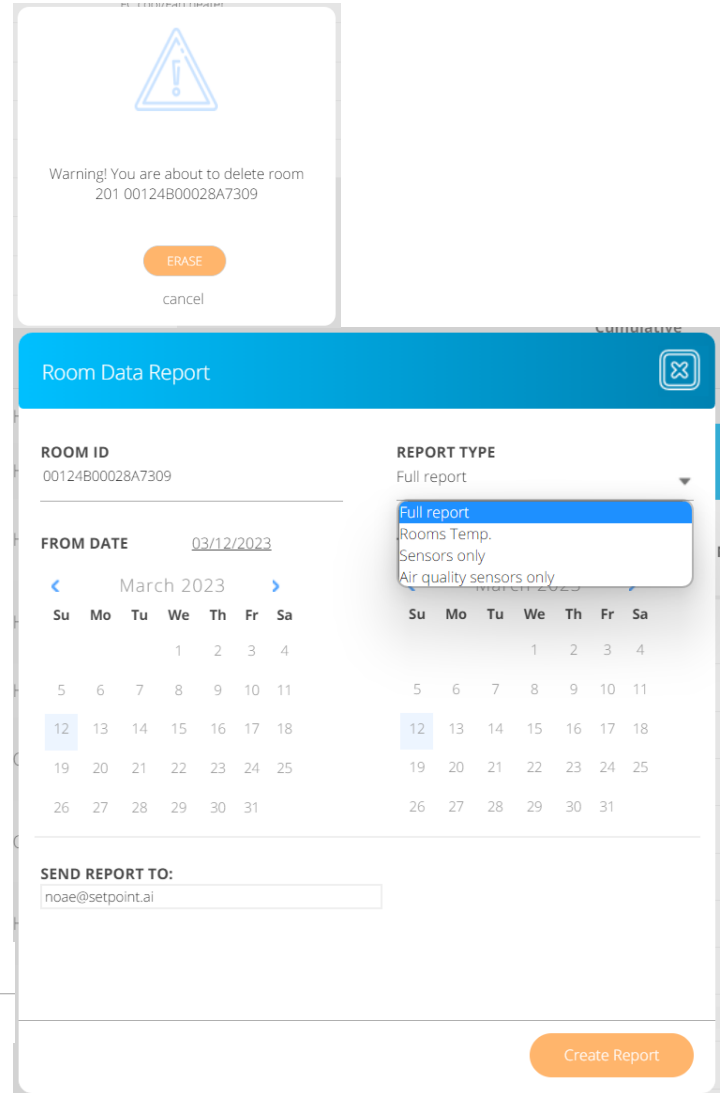 Warning! You are about to delete room
201 00124B00028A7309
ERASE
cancel
Cumulative
Room Data Report
ROOM ID
00124B00028A7309
REPORT TYPE
Full report
Full report
Rooms Temp.
Sensors only
Air quality sensors only
FROM DATE 03/12/2023
March 2023
Su Mo Tu We Th Fr Sa
1 2 3 4
5 6 7 8 9 10 11
12 13 14 15 16 17 18
19 20 21 22 23 24 25
26 27 28 29 30 31
March 2023
Su Mo Tu We Th Fr Sa
1 2 3 4
5 6 7 8 9 10 11
12 13 14 15 16 17 18
19 20 21 22 23 24 25
26 27 28 29 30 31
SEND REPORT TO:
noae@setpoint.ai
Create Report